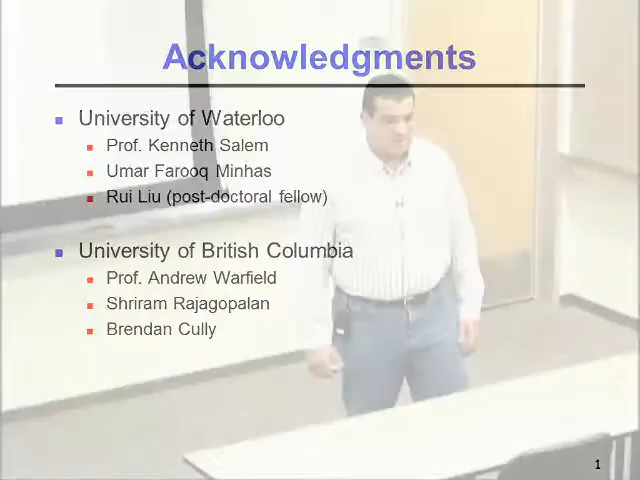 Acknowledgments
University of Waterloo
Prof. Kenneth Salem
Umar Farooq Minhas
Rui Liu (post-doctoral fellow)
University of British Columbia
Prof. Andrew Warfield
Shriram Rajagopalan
Brendan Cully
1